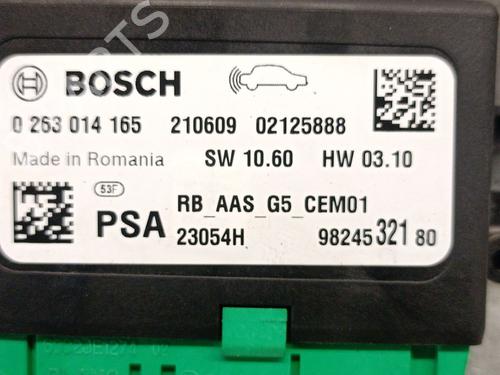 BOSCH
0 263 014 165 210609 02125888
Made in Romania SW 10.60 HW 03.10
53F
PSA RB_AAS_G5_CEM01
23054H 98245 321 80